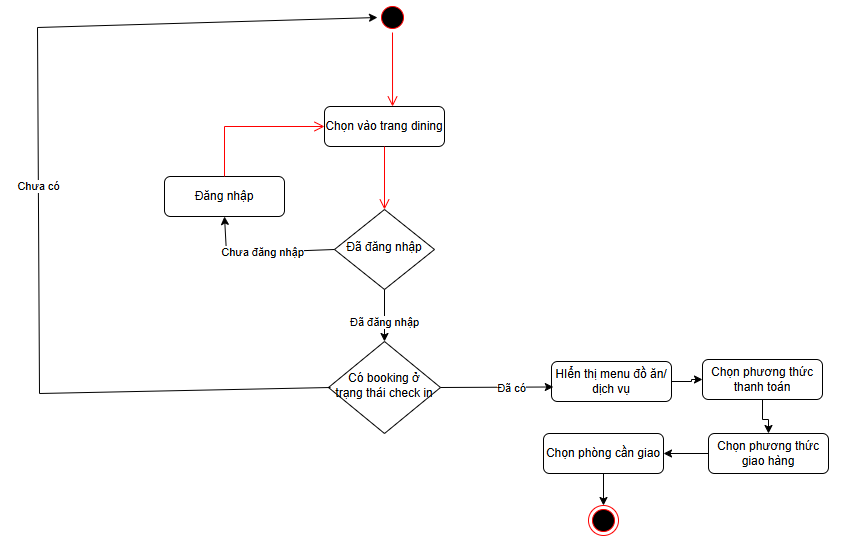 Chọn vào trang dining
Chưa có
Đăng nhập
Chưa đăng nhập
Đã đăng nhập
Đã đăng nhập
Có booking ở
trạng thái check in
Đã có
HIển thị menu đồ ăn/
dịch vụ
Chọn phương thức
thanh toán
Chọn phương thức
giao hàng
Chọn phòng cần giao